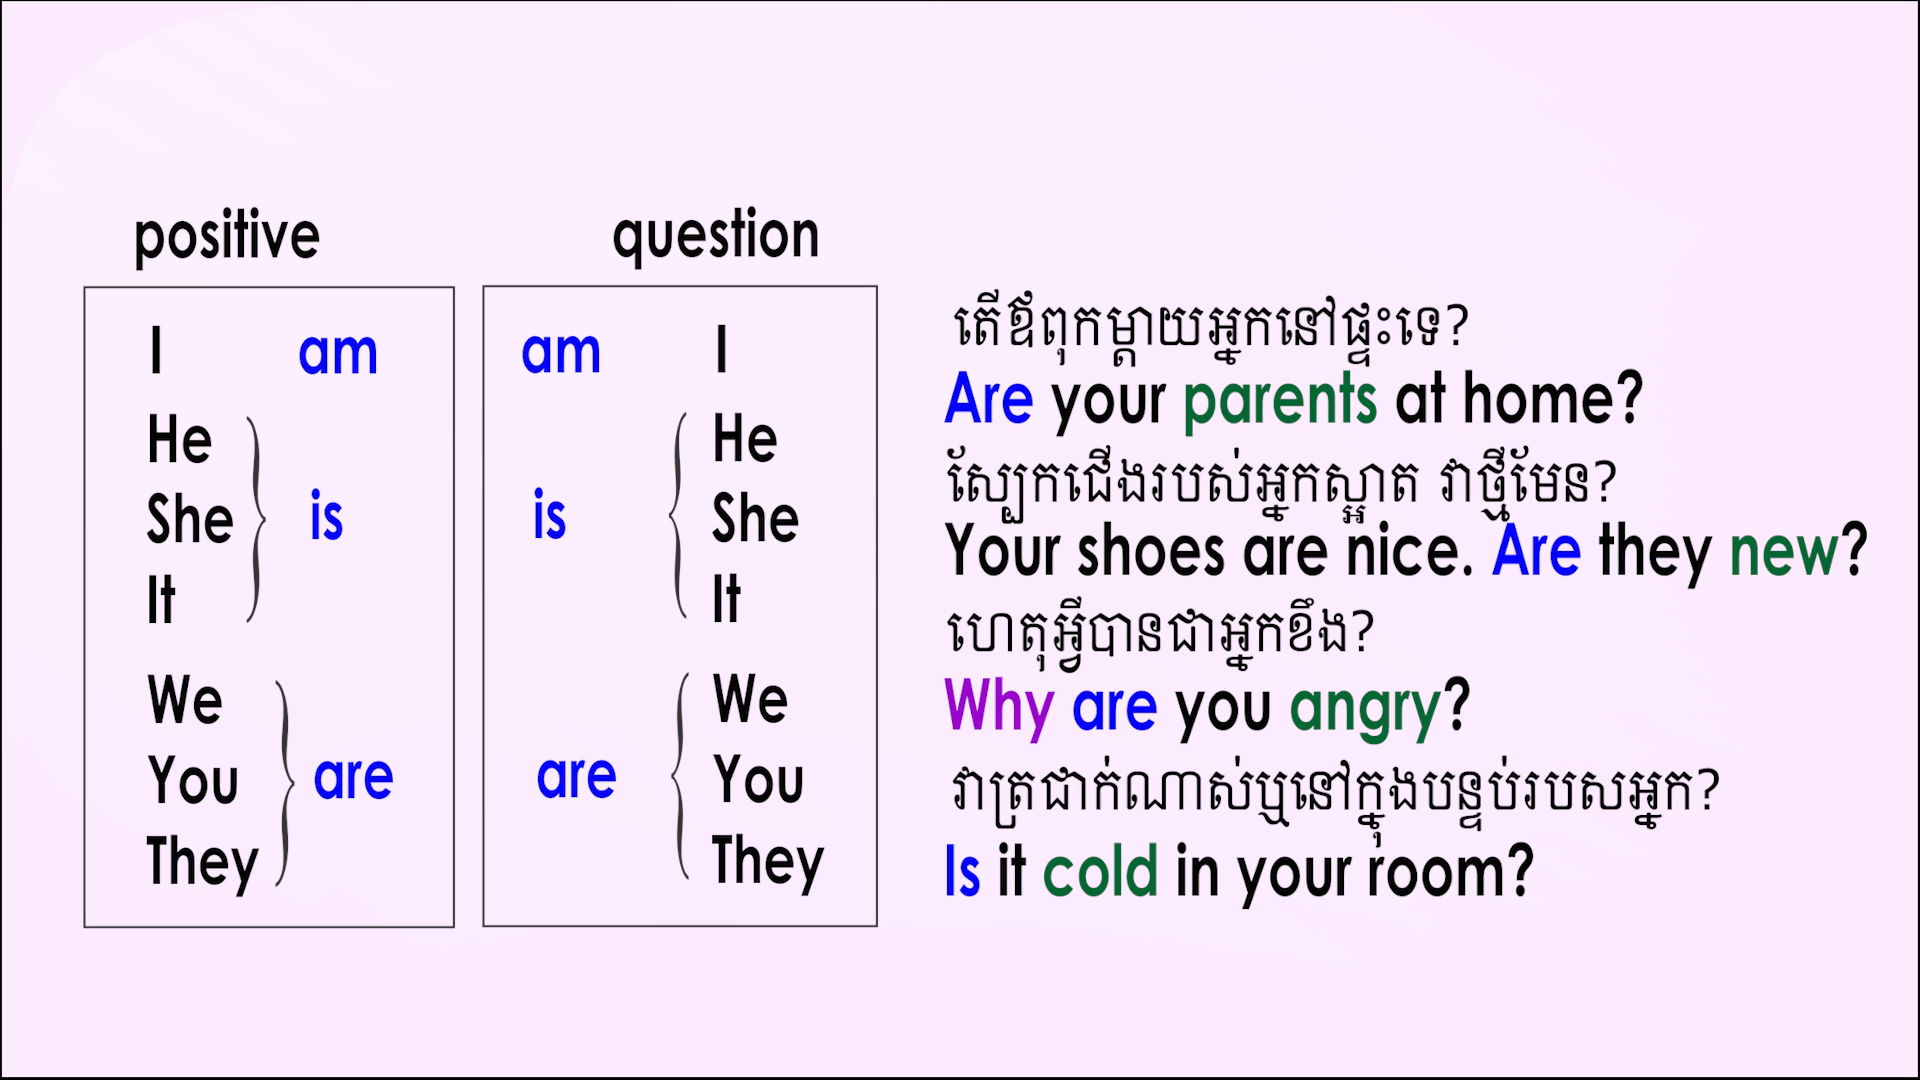 positive
I am
He
She is
It
We
You are
They
question
am I
He
is She
It
We
are You
They
តើឪពុកម្ដាយអ្នកនៅផ្ទះទេ?
Are your parents at home?
ស្បែកជើងរបស់អ្នកស្អាត វាថ្មីមែន?
Your shoes are nice. Are they new?
ហេតុអ្វីបានជាអ្នកខឹង?
Why are you angry?
វាត្រជាក់ណាស់ឬនៅក្នុងបន្ទប់របសអ្នក?
Is it cold in your room?